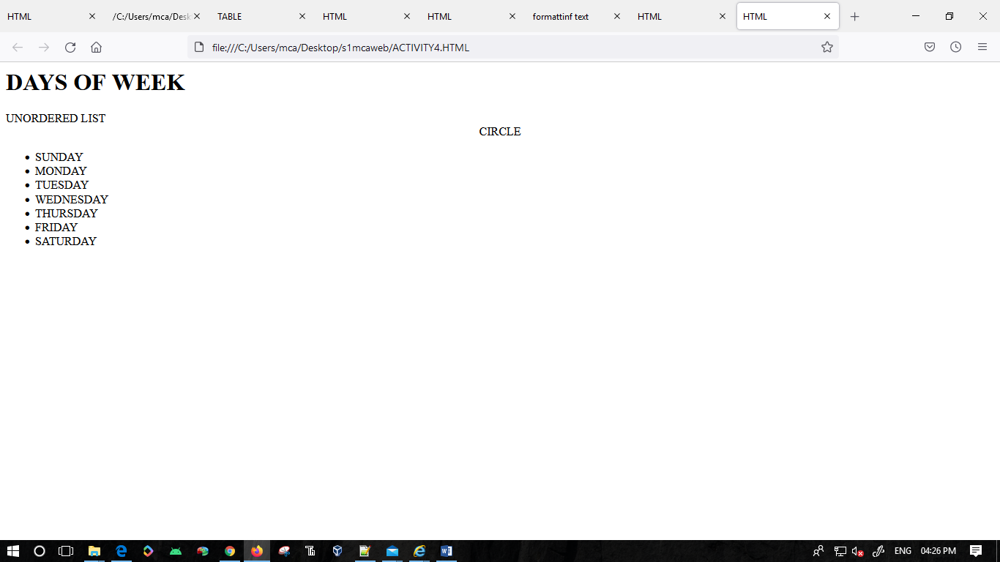 HTML
/C:/Users/mca/Desk
TABLE
HTML
HTML
formattinf text
HTML
HTML
file:///C:/Users/mca/Desktop/s1mcaweb/ACTIVITY4.HTML
DAYS OF WEEK
UNORDERED LIST
CIRCLE
SUNDAY
MONDAY
TUESDAY
WEDNESDAY
THURSDAY
FRIDAY
SATURDAY
ENG 04:26 PM